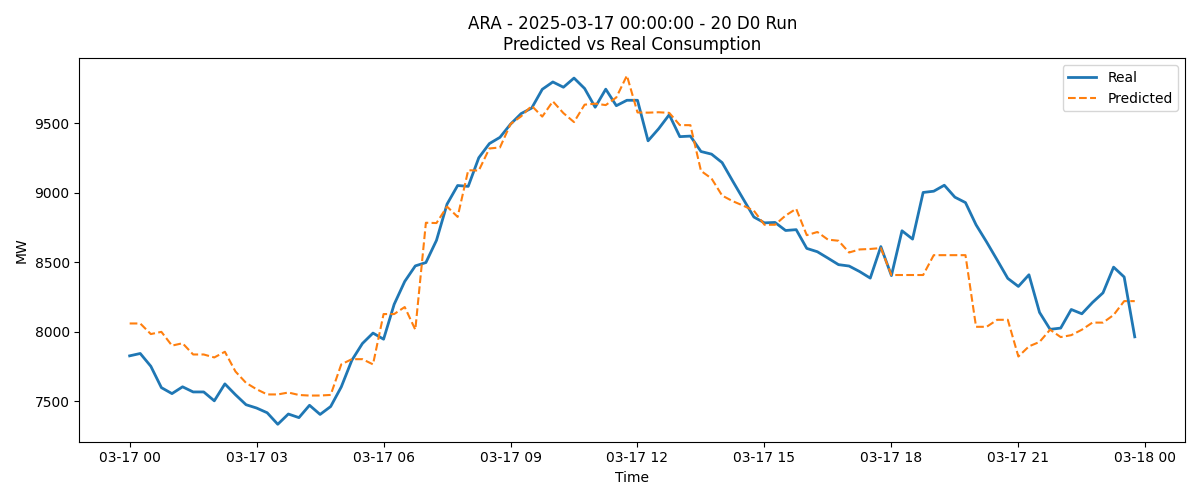 ARA - 2025-03-17 00:00:00 - 20 D0 Run
Predicted vs Real Consumption
Real
Predicted
MW
9500
9000
8500
8000
7500
03-17 00
03-17 03
03-17 06
03-17 09
03-17 12
03-17 15
03-17 18
03-17 21
03-18 00
Time